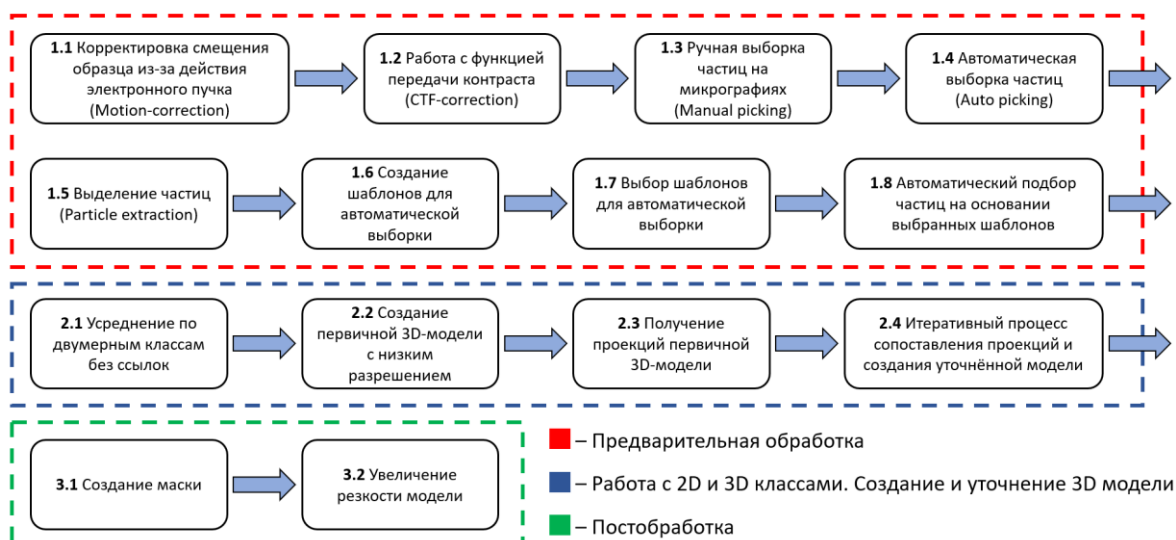 1.1 Корректировка смещения
образца из-за действия
электронного пучка
(Motion-correction)
1.2 Работа с функцией
передачи контраста
(CTF-correction)
1.3 Ручная выборка
частиц на
микрографиях
(Manual picking)
1.4 Автоматическая
выборка частиц
(Auto picking)
1.5 Выделение частиц
(Particle extraction)
1.6 Создание
шаблонов для
автоматической
выборки
1.7 Выбор шаблонов
для автоматической
выборки
1.8 Автоматический подбор
частиц на основании
выбранных шаблонов
2.1 Усреднение по
двумерным классам
без ссылок
2.2 Создание
первичной 3D-модели
с низким
разрешением
2.3 Получение
проекций первичной
3D-модели
2.4 Итеративный процесс
сопоставления проекций и
создания уточнённой модели
3.1 Создание маски
3.2 Увеличение
резкости модели
– Предварительная обработка
– Работа с 2D и 3D классами. Создание и уточнение 3D модели
– Постобработка